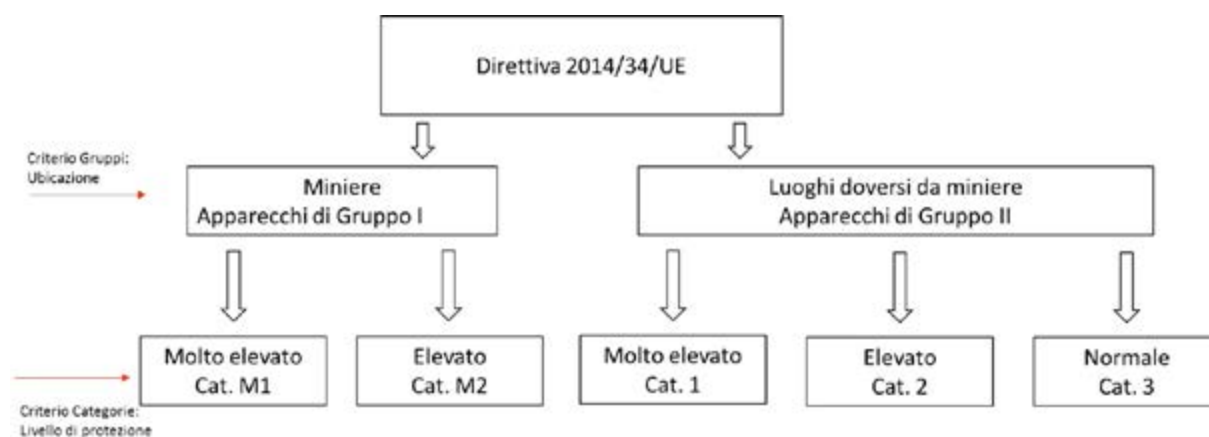 Direttiva 2014/34/UE
Criterio Gruppi:
Ubicazione
Miniere
Apparecchi di Gruppo I
Luoghi doversi da miniere
Apparecchi di Gruppo II
Molto elevato
Cat. M1
Elevato
Cat. M2
Molto elevato
Cat. 1
Elevato
Cat. 2
Normale
Cat. 3
Criterio Categorie:
Livello di protezione